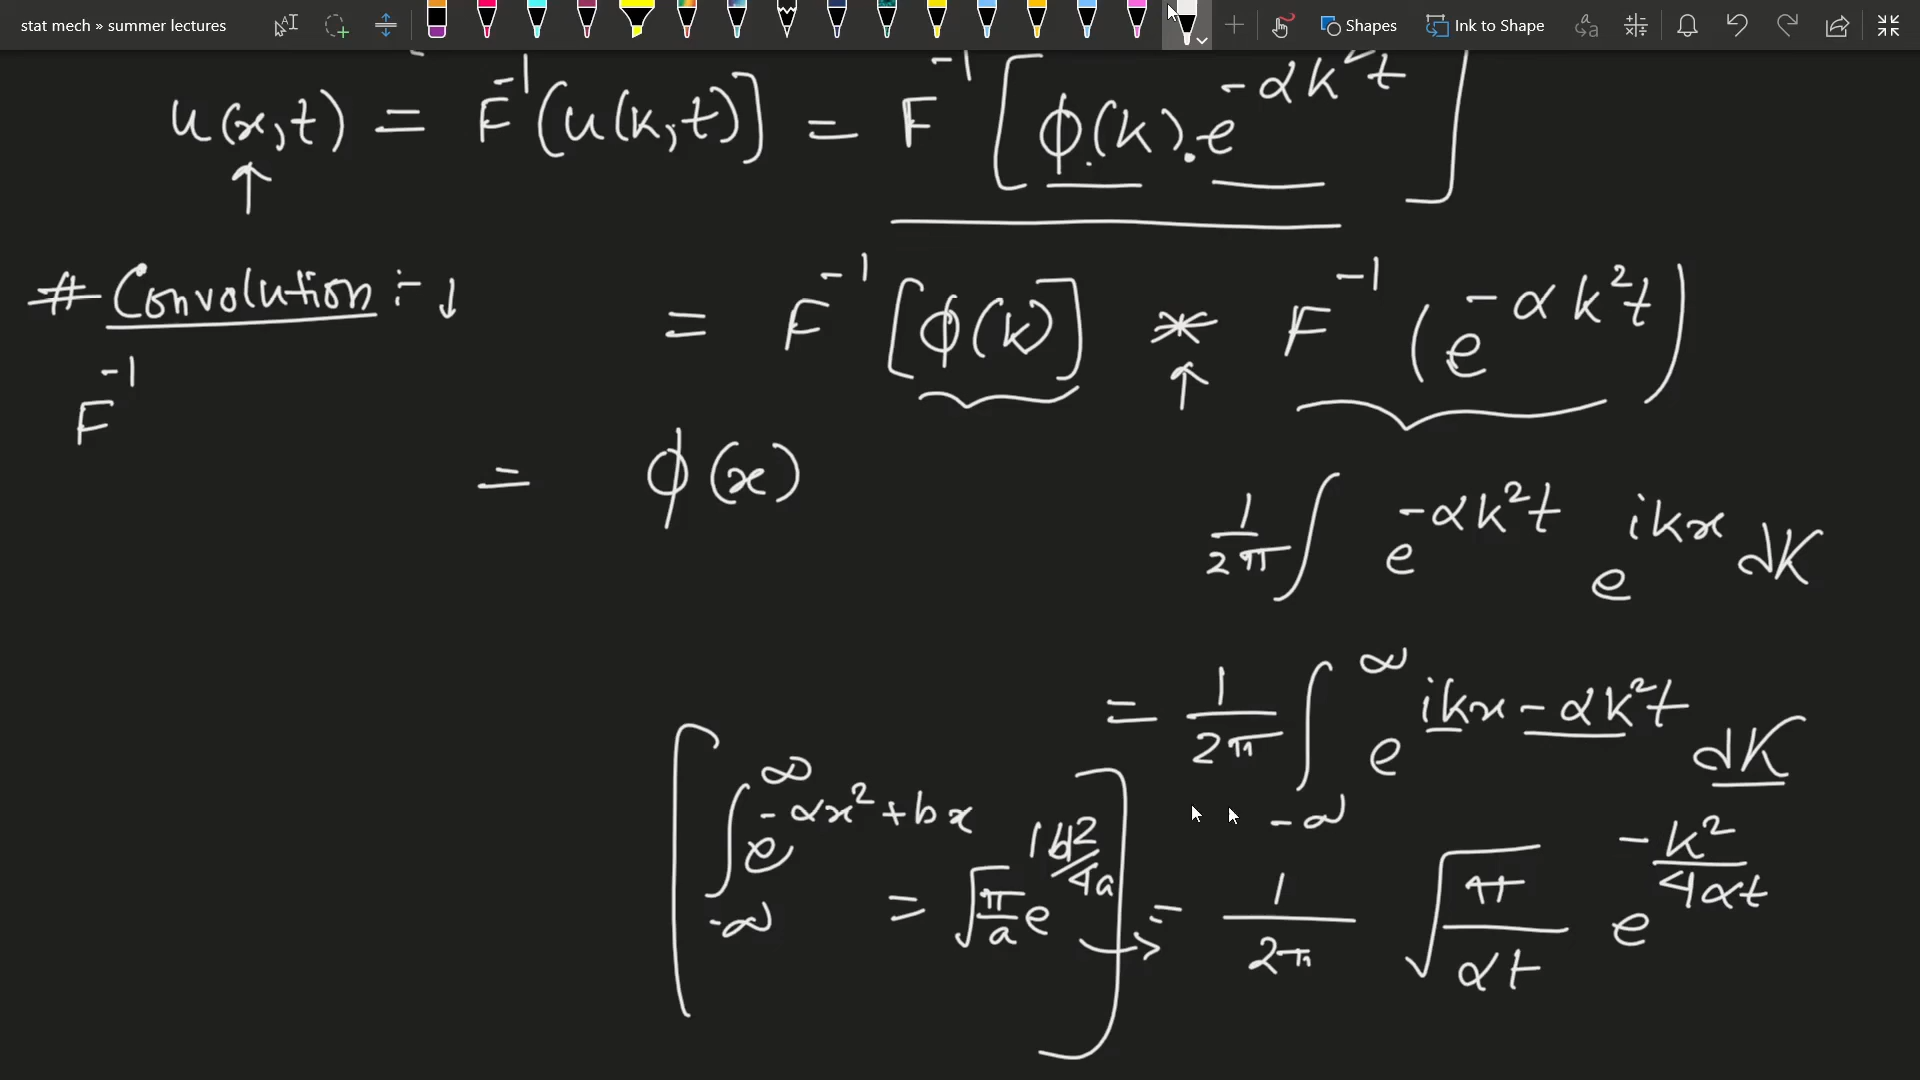 stat mech » summer lectures
Shapes
Ink to Shape
u(x,t) = F⁻¹(u(k,t)] = F⁻¹[ϕ(k).e^{-αk²t}]
# Convolution :- ↓
= F⁻¹[ϕ(k)] * F⁻¹(e^{-αk²t})
F⁻¹
= ϕ(x)
1/2π ∫ e^{-αk²t} e^{ikx} dK
= 1/2π ∫_{-∞}^{∞} e^{ikx-αk²t} dK
[∫_{-∞}^{∞} e^{-αx²+bx} = √(π/a) e^{|b|²/4a}]
= 1/2π √(π/αt) e^{-k²/4αt}